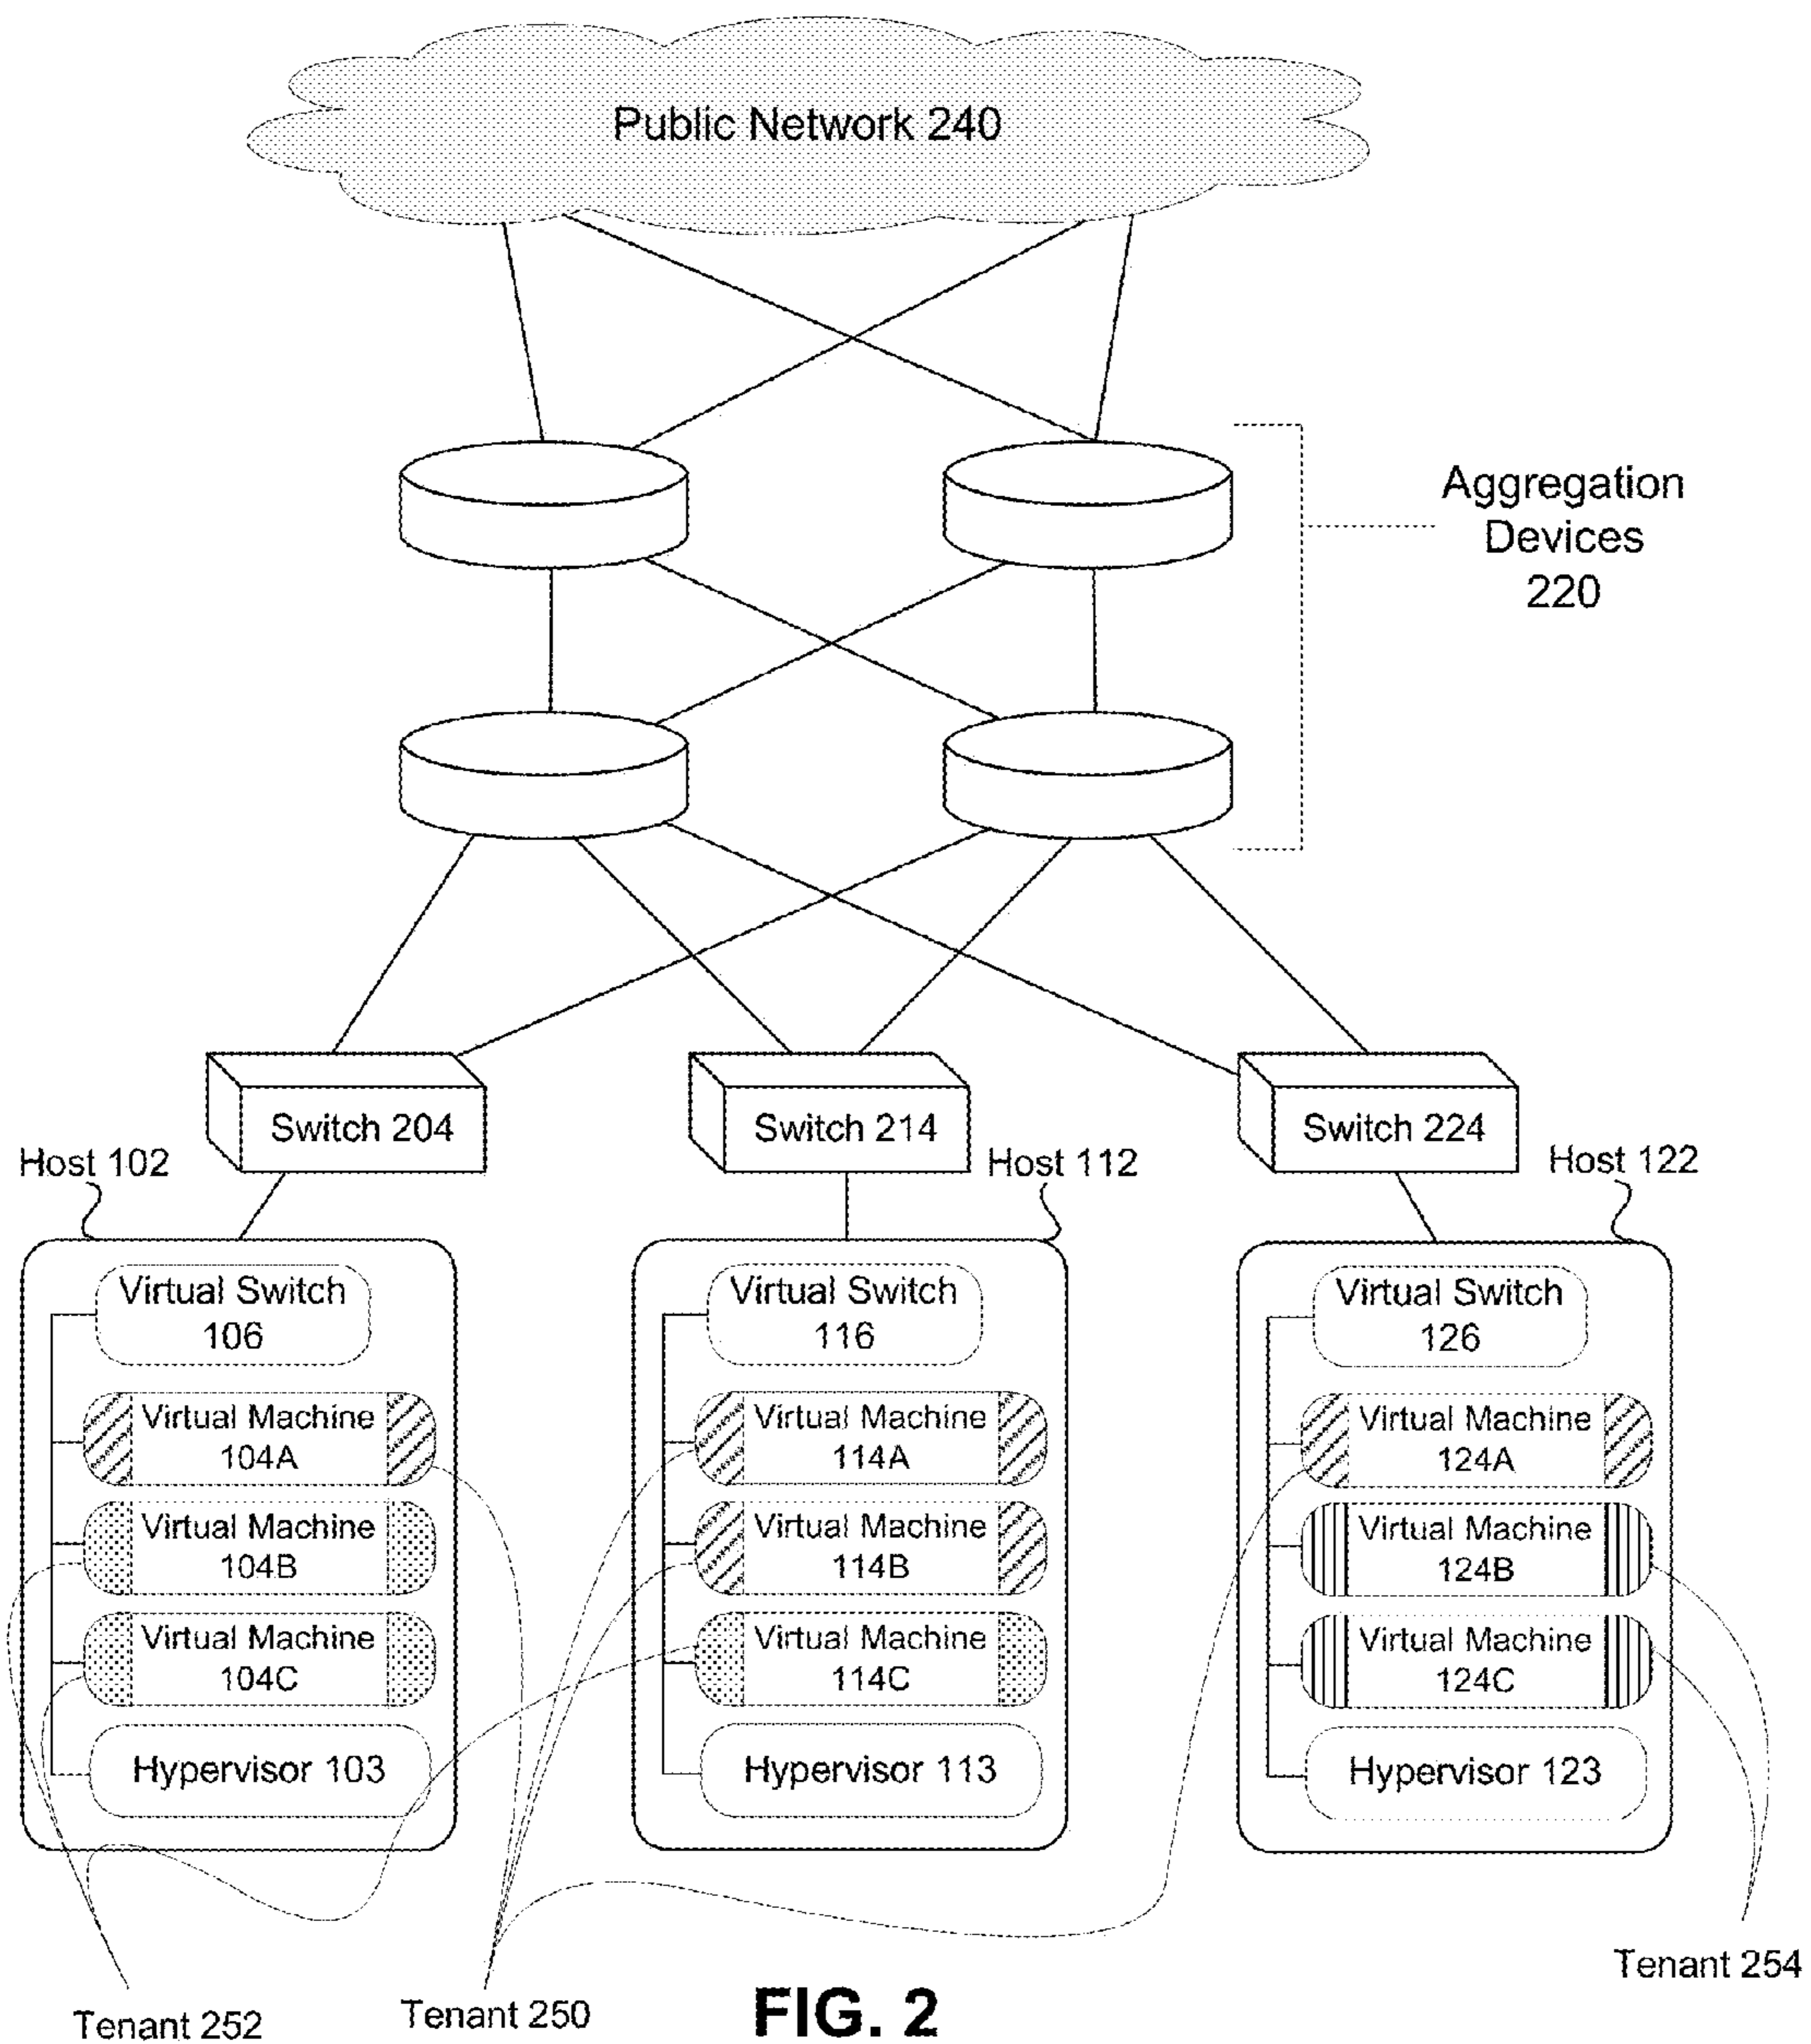 Public Network 240
Aggregation
Devices
220
Switch 204
Switch 214
Switch 224
Host 102
Host 112
Host 122
Virtual Switch
106
Virtual Machine
104A
Virtual Machine
104B
Virtual Machine
104C
Hypervisor 103
Virtual Switch
116
Virtual Machine
114A
Virtual Machine
114B
Virtual Machine
114C
Hypervisor 113
Virtual Switch
126
Virtual Machine
124A
Virtual Machine
124B
Virtual Machine
124C
Hypervisor 123
Tenant 252
Tenant 250
Tenant 254
FIG. 2